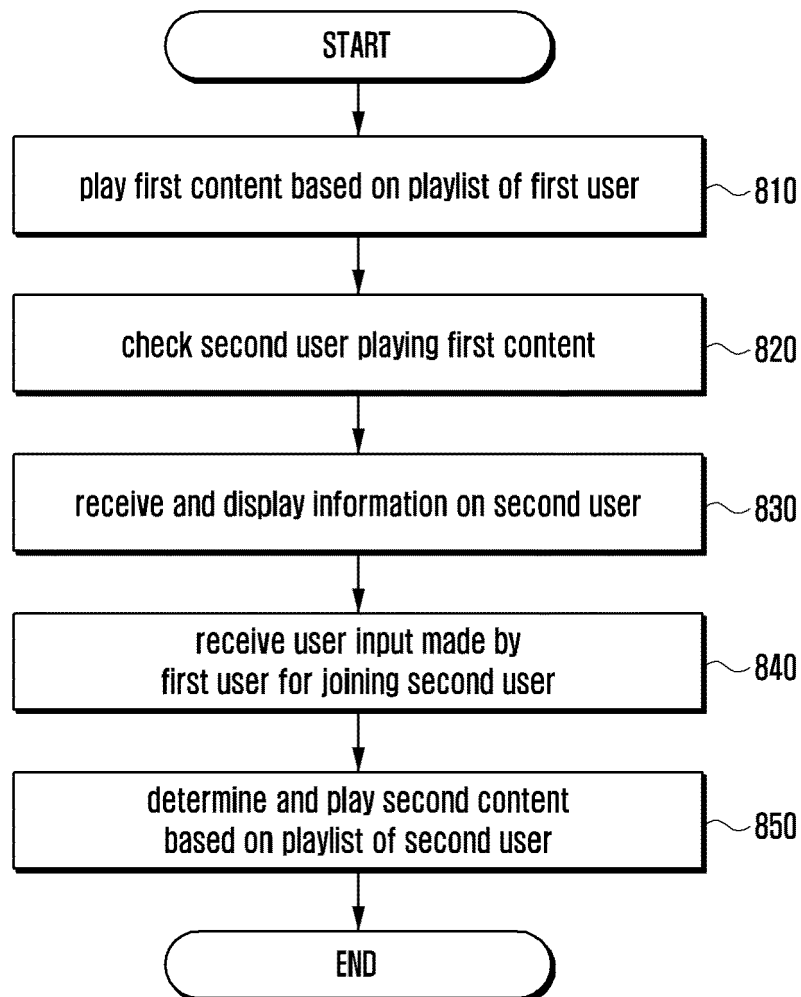 START
play first content based on playlist of first user
810
check second user playing first content
820
receive and display information on second user
830
receive user input made by
first user for joining second user
840
determine and play second content
based on playlist of second user
850
END